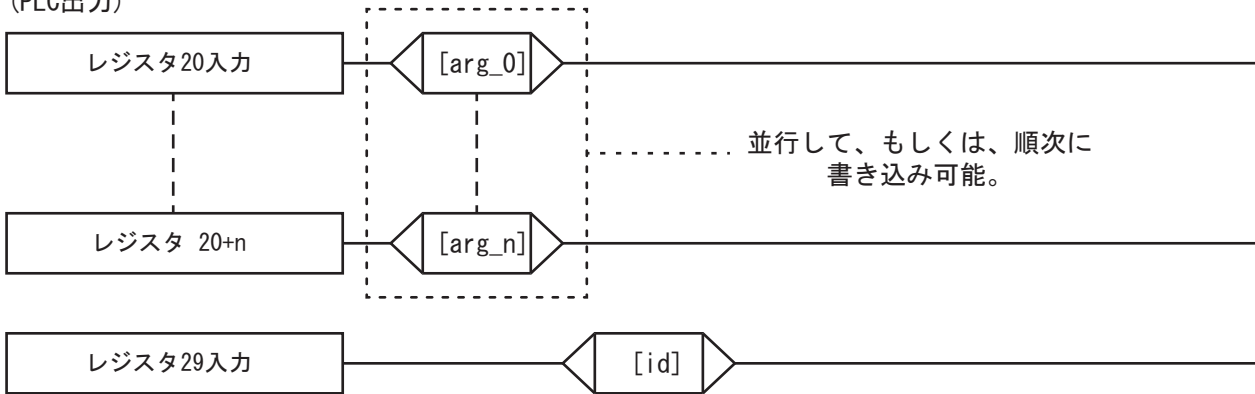 (PLC出力)
レジスタ20入力
[arg_0]
並行して、もしくは、順次に
書き込み可能。
レジスタ 20+n
[arg_n]
レジスタ29入力
[id]